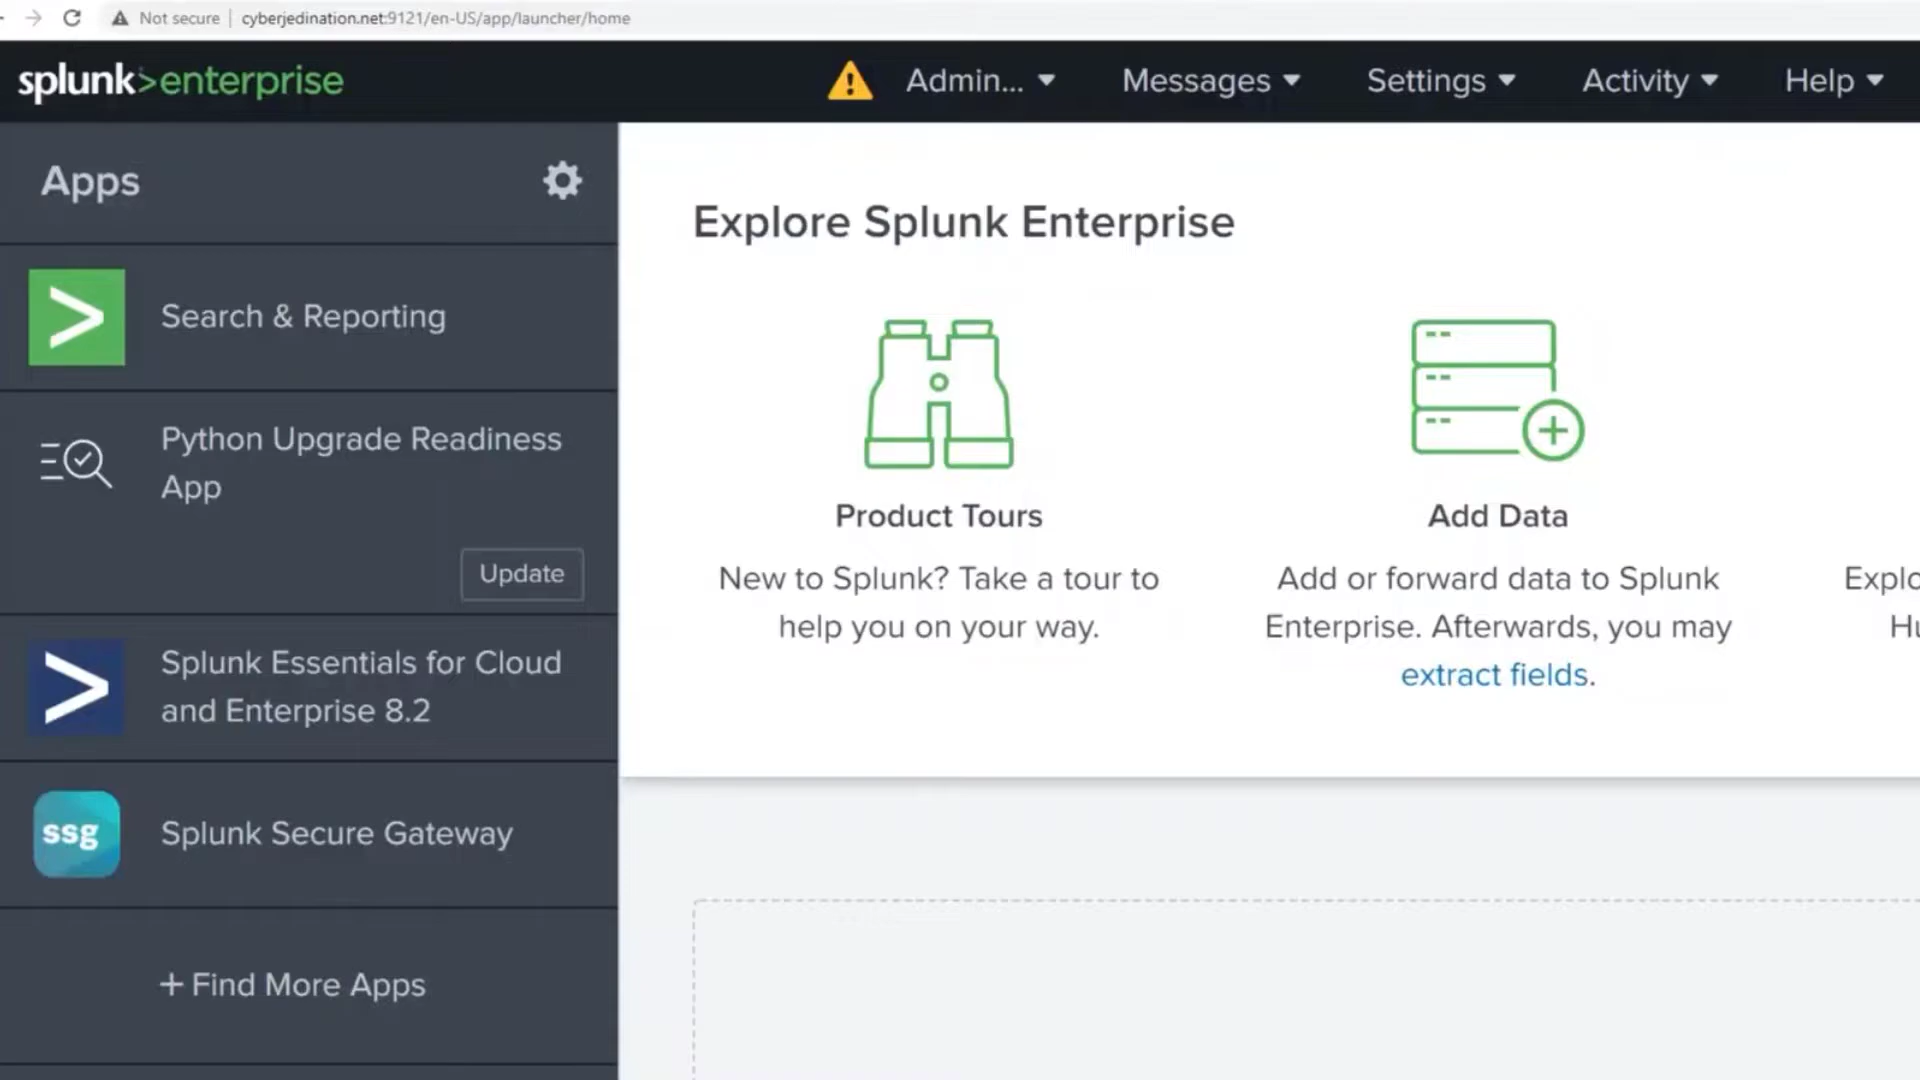 Not secure | cyberjedination.net:9121/en-US/app/launcher/home
splunk>enterprise
Admin... Messages Settings Activity Help
Apps
Search & Reporting
Python Upgrade Readiness
App
Update
Splunk Essentials for Cloud
and Enterprise 8.2
ssg
Splunk Secure Gateway
+ Find More Apps
Explore Splunk Enterprise
Product Tours
New to Splunk? Take a tour to
help you on your way.
Add Data
Add or forward data to Splunk
Enterprise. Afterwards, you may
extract fields.